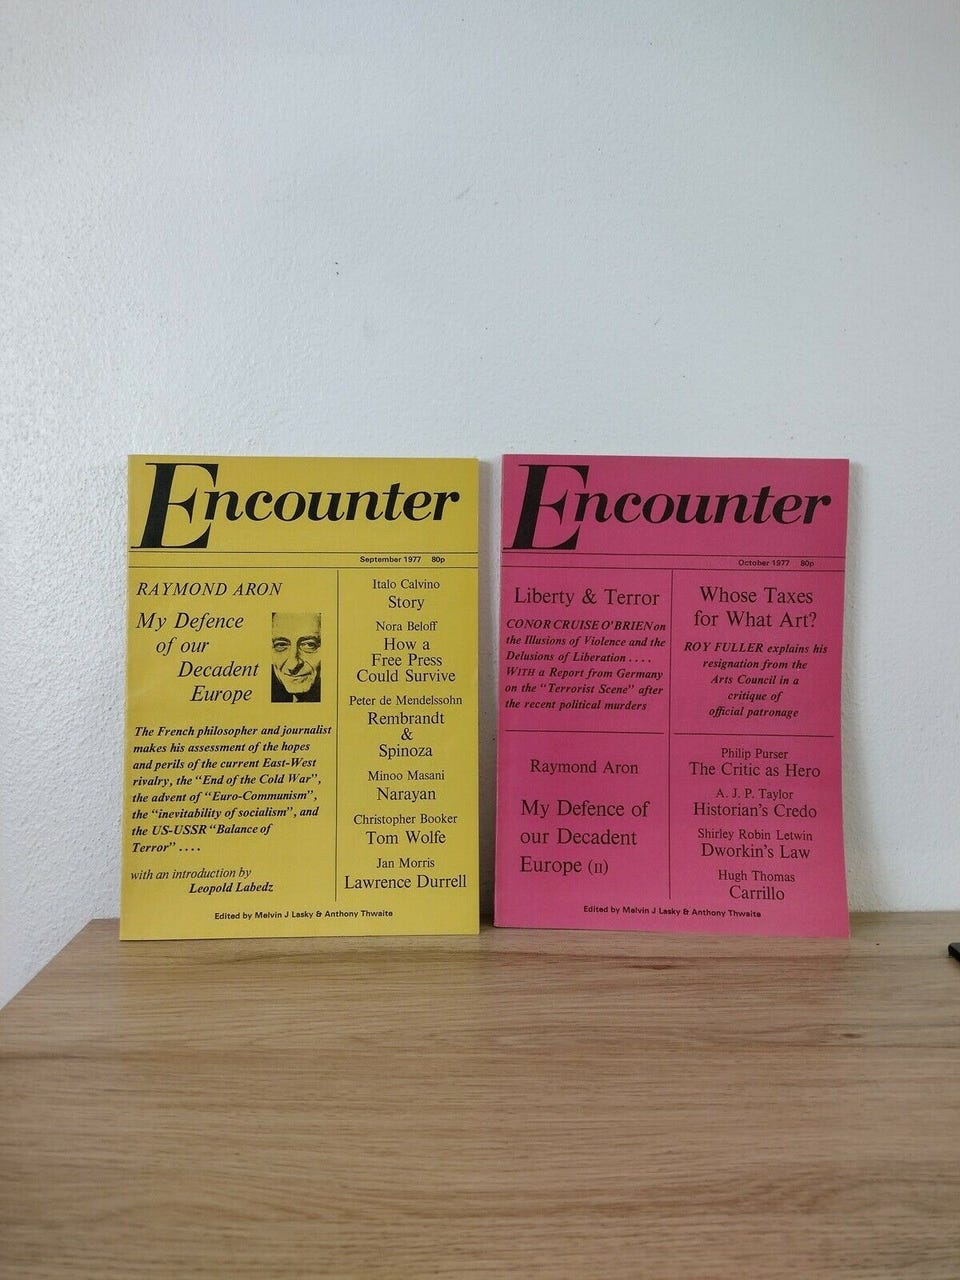 Encounter
September 1977 80p
RAYMOND ARON
My Defence
of our
Decadent
Europe
The French philosopher and journalist
makes his assessment of the hopes
and perils of the current East-West
rivalry, the "End of the Cold War",
the advent of "Euro-Communism",
the "inevitability of socialism", and
the US-USSR "Balance of
Terror" ....
with an introduction by
Leopold Labedz
Italo Calvino
Story
Nora Beloff
How a
Free Press
Could Survive
Peter de Mendelssohn
Rembrandt
&
Spinoza
Minoo Masani
Narayan
Christopher Booker
Tom Wolfe
Jan Morris
Lawrence Durrell
Edited by Melvin J Lasky & Anthony Thwaite
Encounter
October 1977 80p
Liberty & Terror
CONOR CRUISE O'BRIEN on
the Illusions of Violence and the
Delusions of Liberation ....
WITH a Report from Germany
on the "Terrorist Scene" after
the recent political murders
Raymond Aron
My Defence of
our Decadent
Europe (II)
Whose Taxes
for What Art?
ROY FULLER explains his
resignation from the
Arts Council in a
critique of
official patronage
Philip Purser
The Critic as Hero
A. J. P. Taylor
Historian's Credo
Shirley Robin Letwin
Dworkin's Law
Hugh Thomas
Carrillo
Edited by Melvin J Lasky & Anthony Thwaite